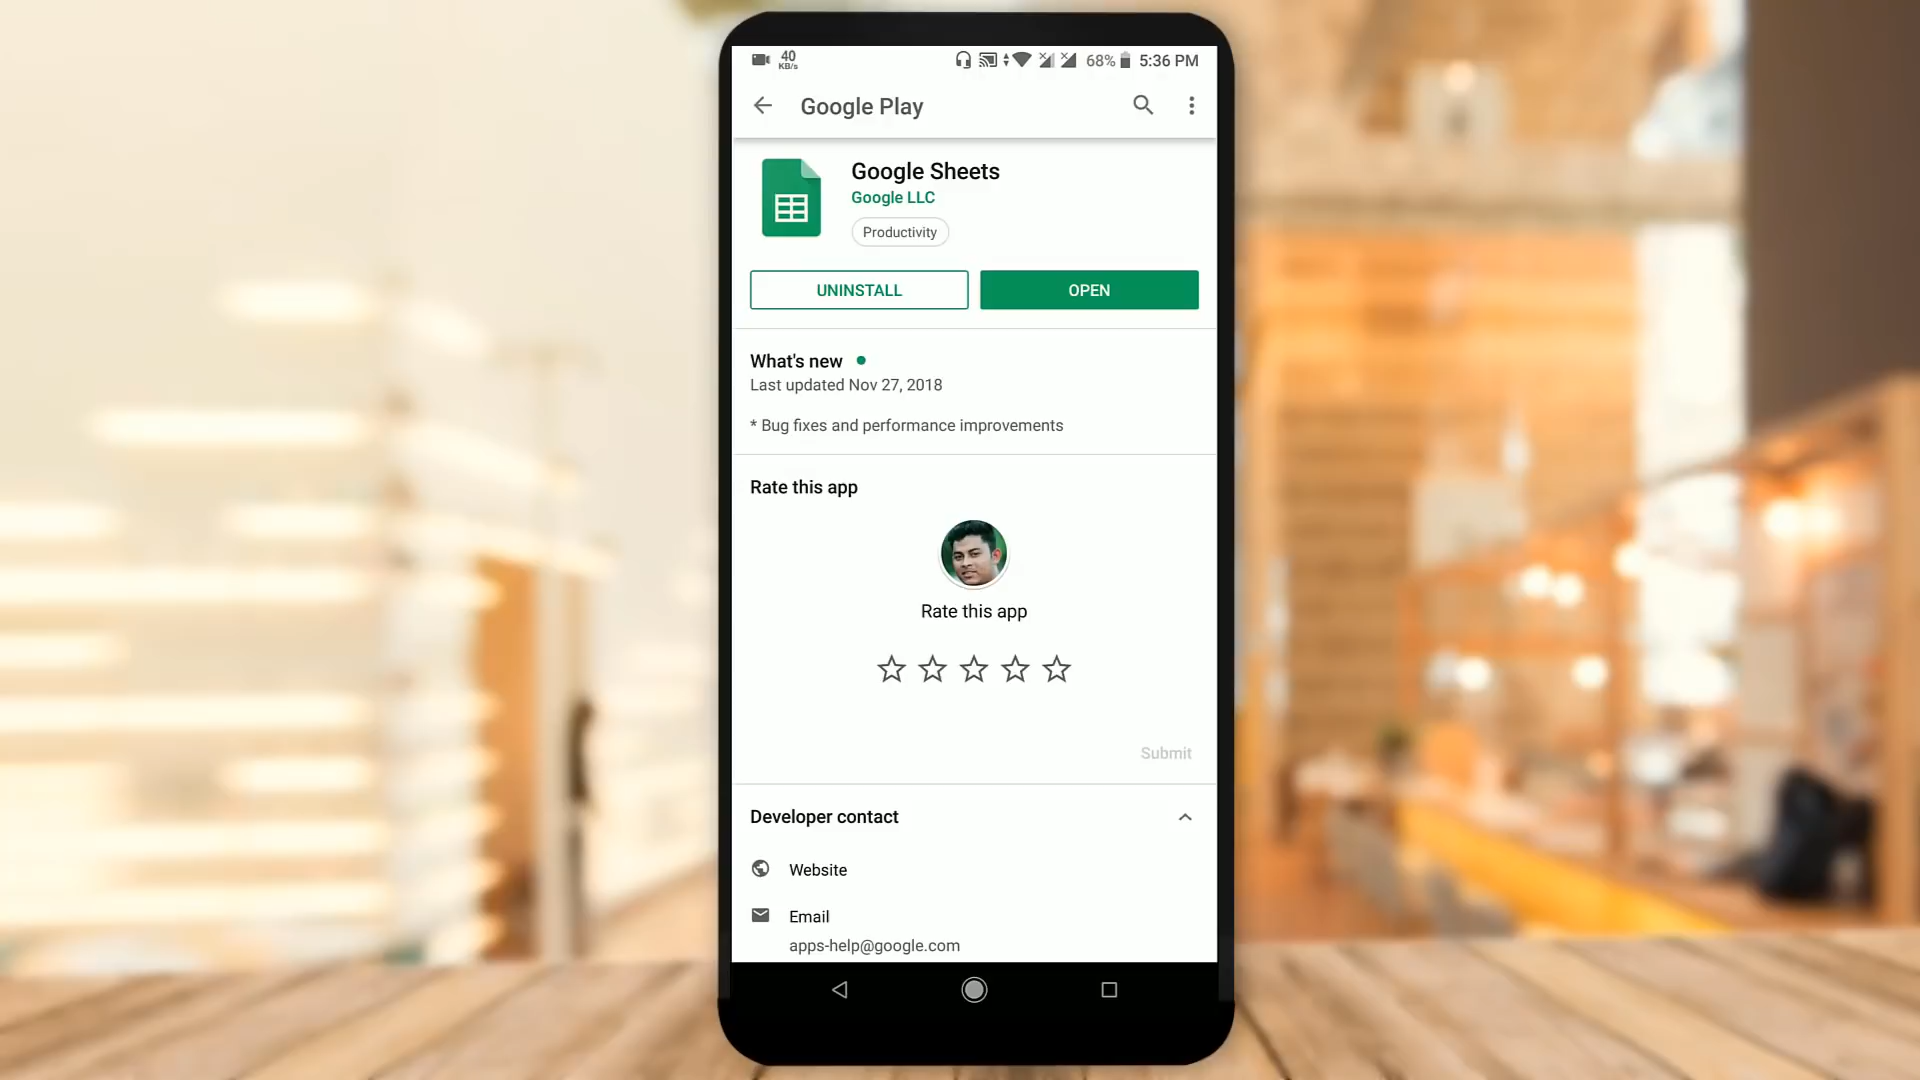 40
KB/s
68%
5:36 PM
Google Play
Google Sheets
Google LLC
Productivity
UNINSTALL
OPEN
What's new
Last updated Nov 27, 2018
* Bug fixes and performance improvements
Rate this app
Rate this app
Submit
Developer contact
Website
Email
apps-help@google.com